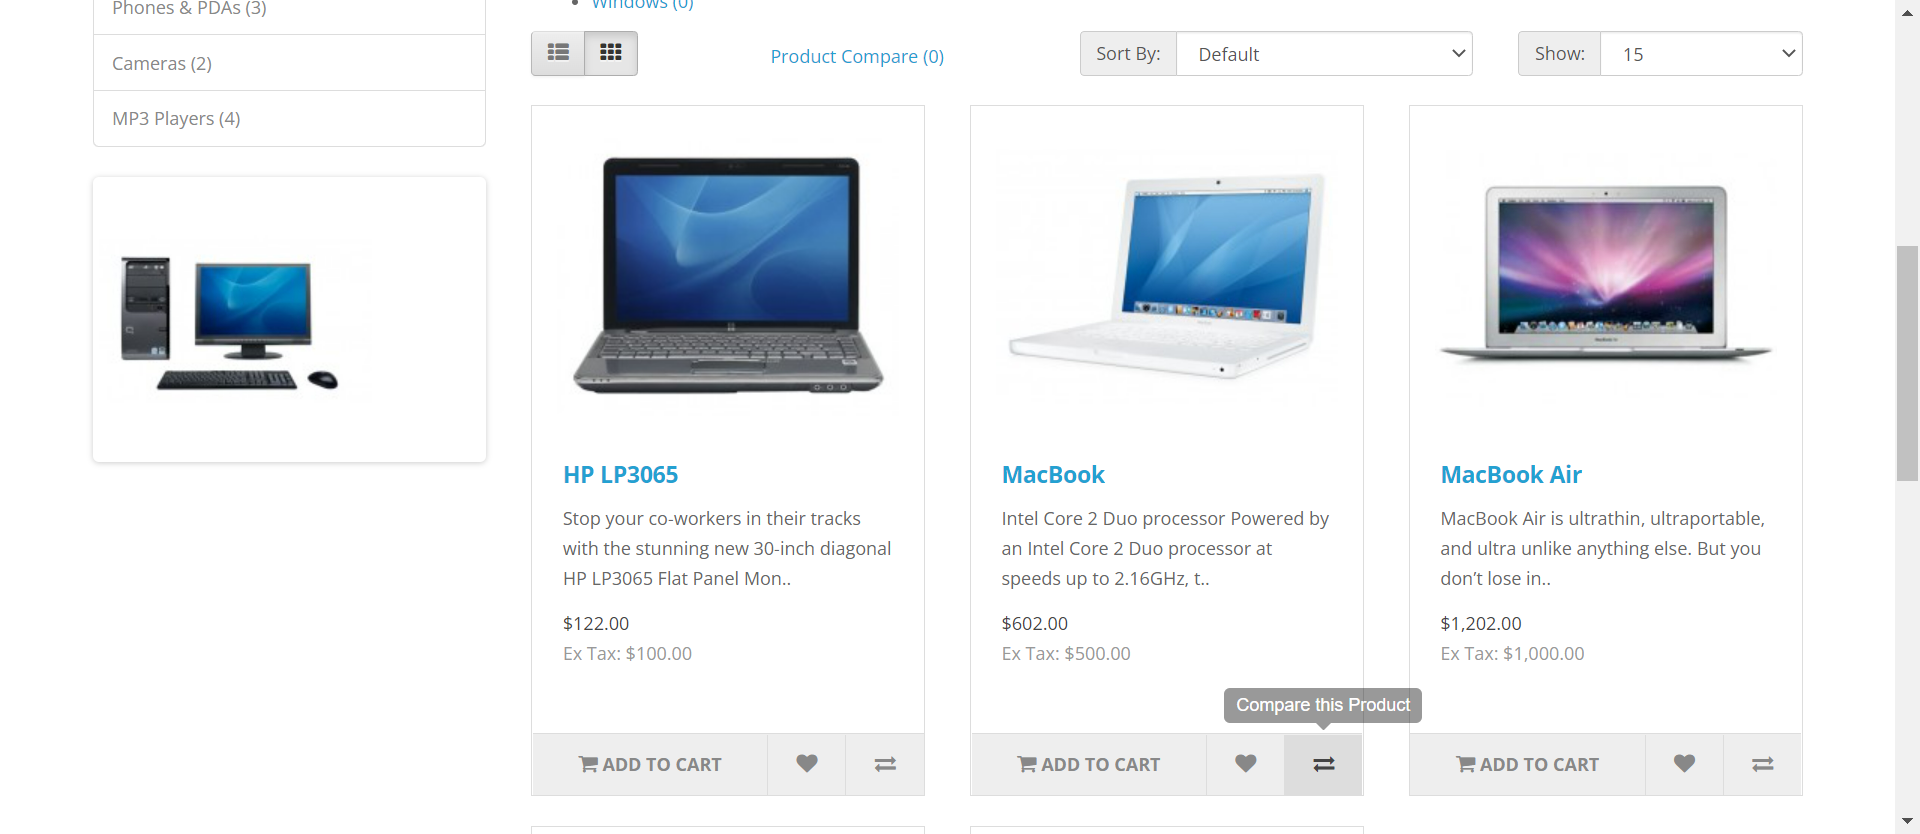 Phones & PDAs (3)
Cameras (2)
MP3 Players (4)
Windows (0)
Product Compare (0)
Sort By:
Default
Show:
15
HP LP3065
Stop your co-workers in their tracks
with the stunning new 30-inch diagonal
HP LP3065 Flat Panel Mon..
$122.00
Ex Tax: $100.00
ADD TO CART
MacBook
Intel Core 2 Duo processor Powered by
an Intel Core 2 Duo processor at
speeds up to 2.16GHz, t..
$602.00
Ex Tax: $500.00
Compare this Product
ADD TO CART
MacBook Air
MacBook Air is ultrathin, ultraportable,
and ultra unlike anything else. But you
don’t lose in..
$1,202.00
Ex Tax: $1,000.00
ADD TO CART